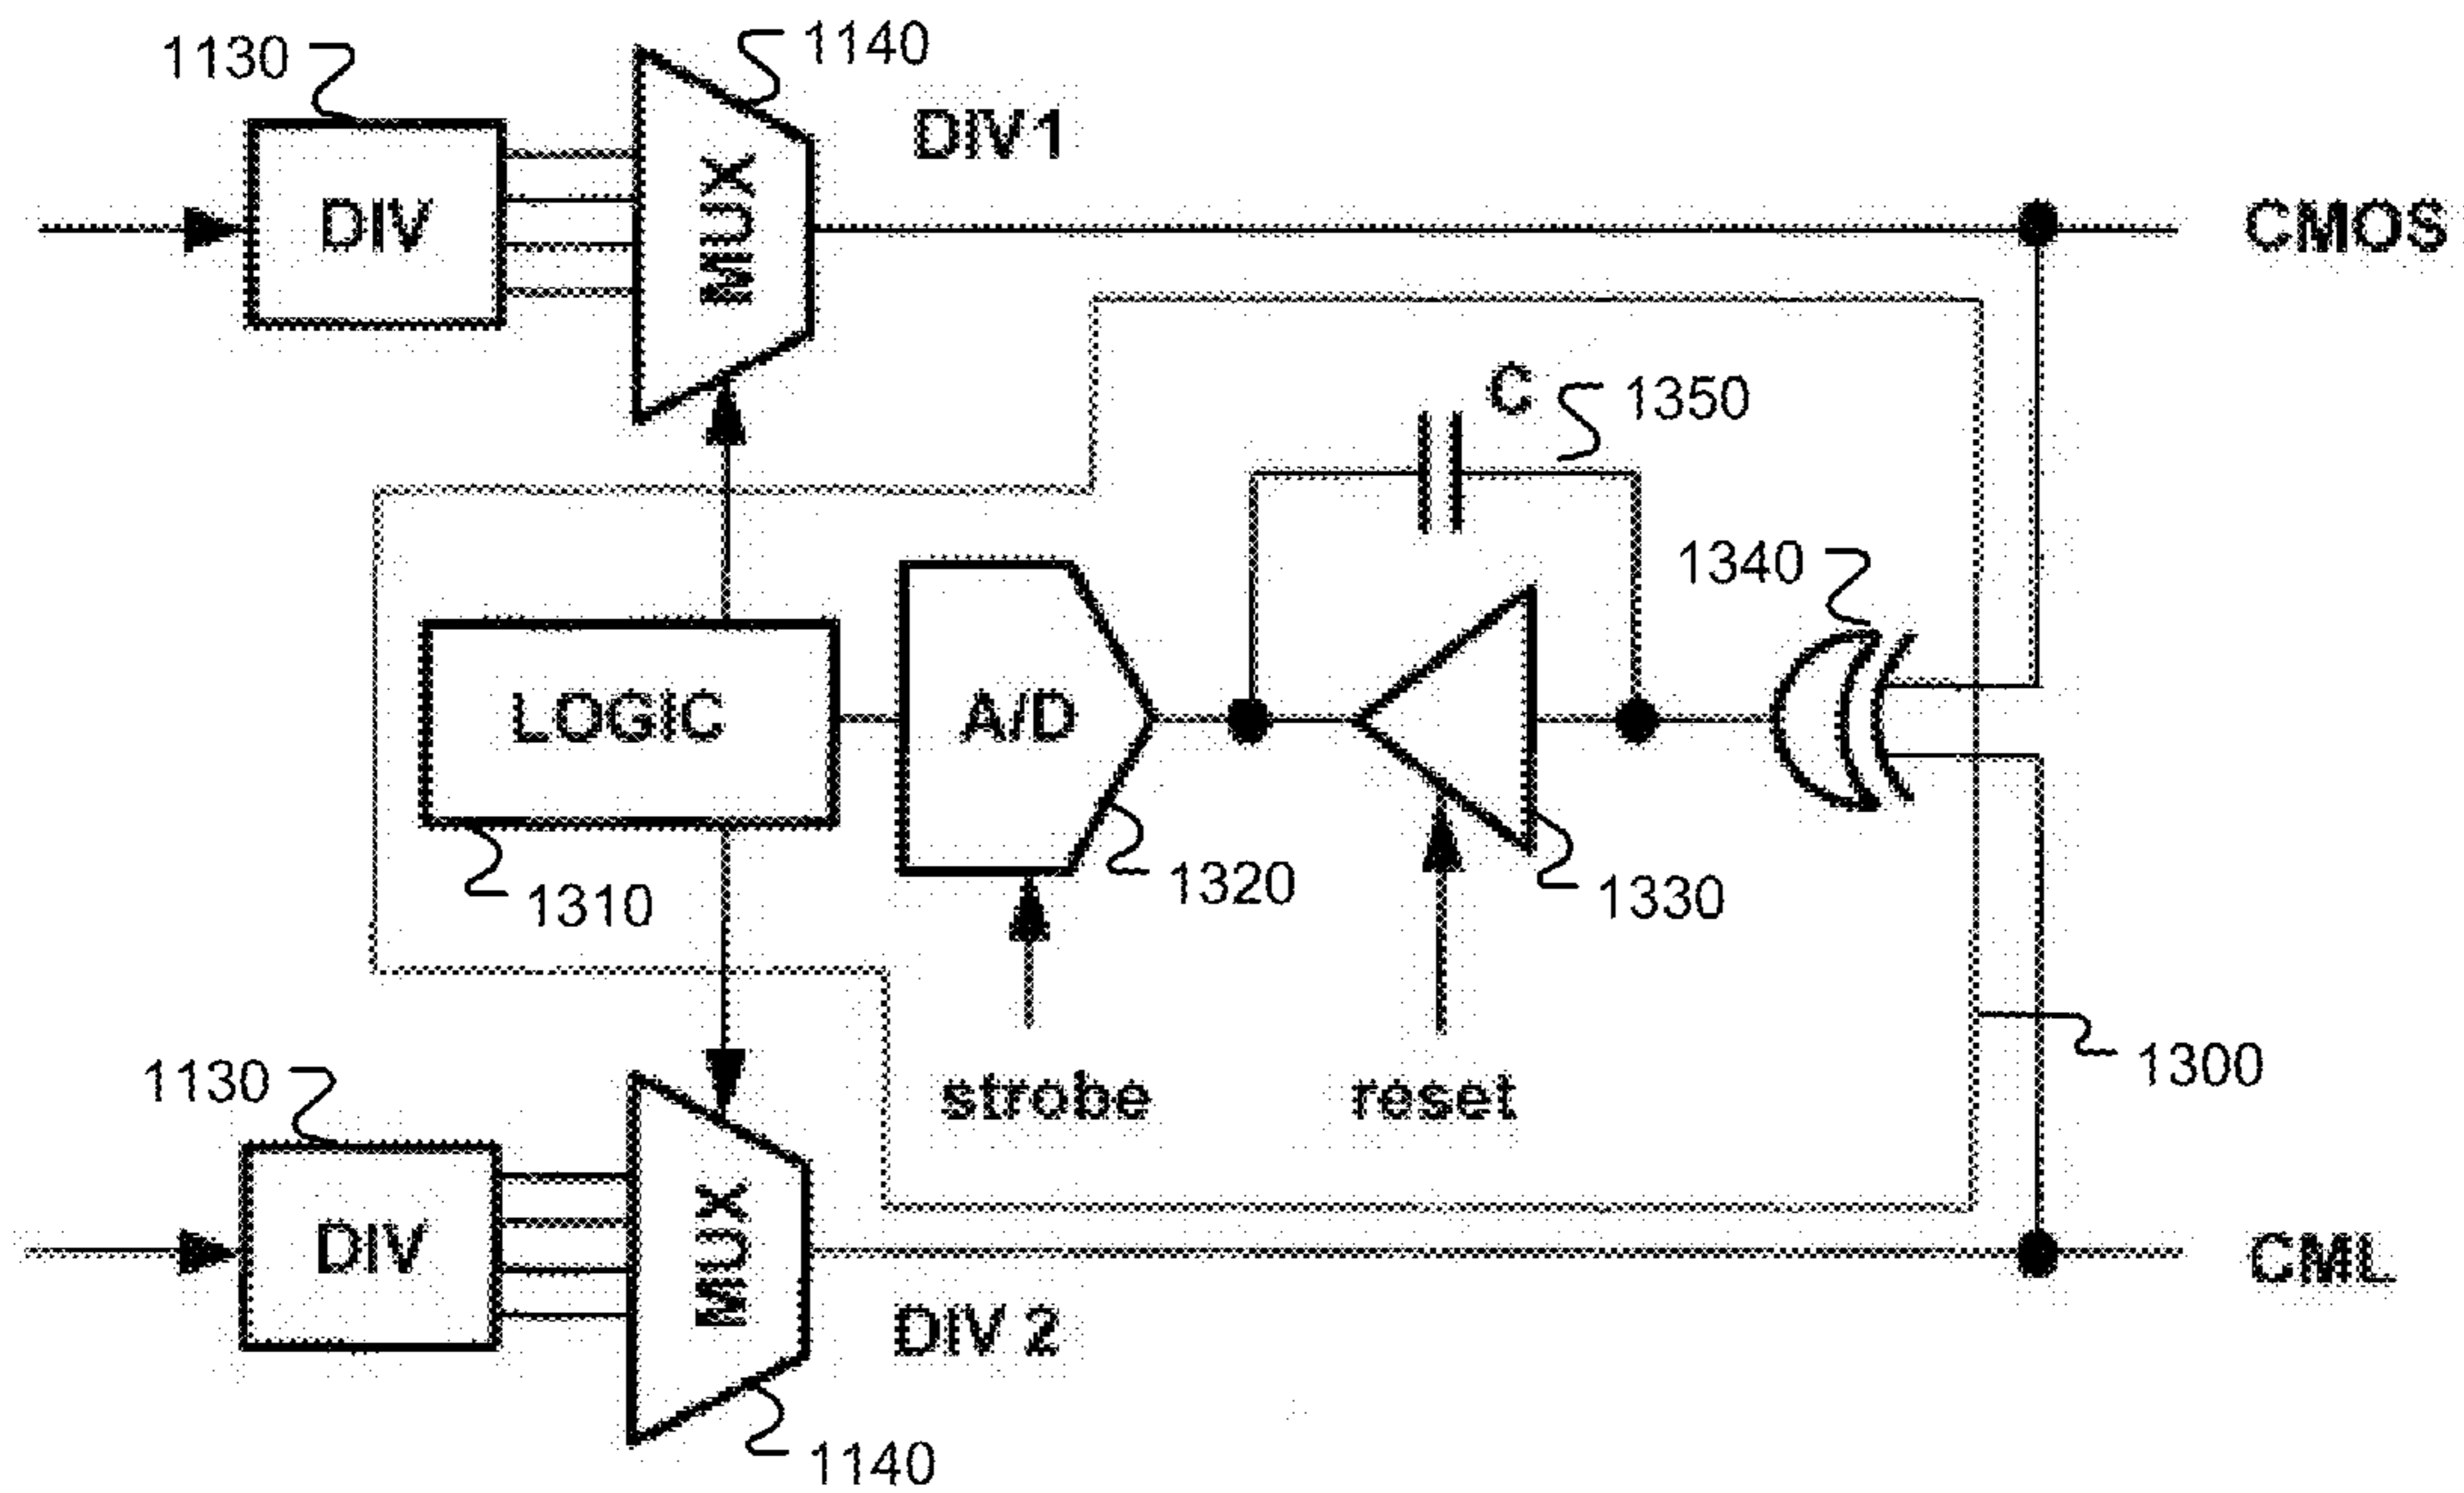 1130
1140
DIV1
DIV
MUX
CMOS
C
1350
1340
LOGIC
A/D
1310
1320
1330
strobe
reset
1300
1130
DIV
MUX
CML
DIV 2
1140